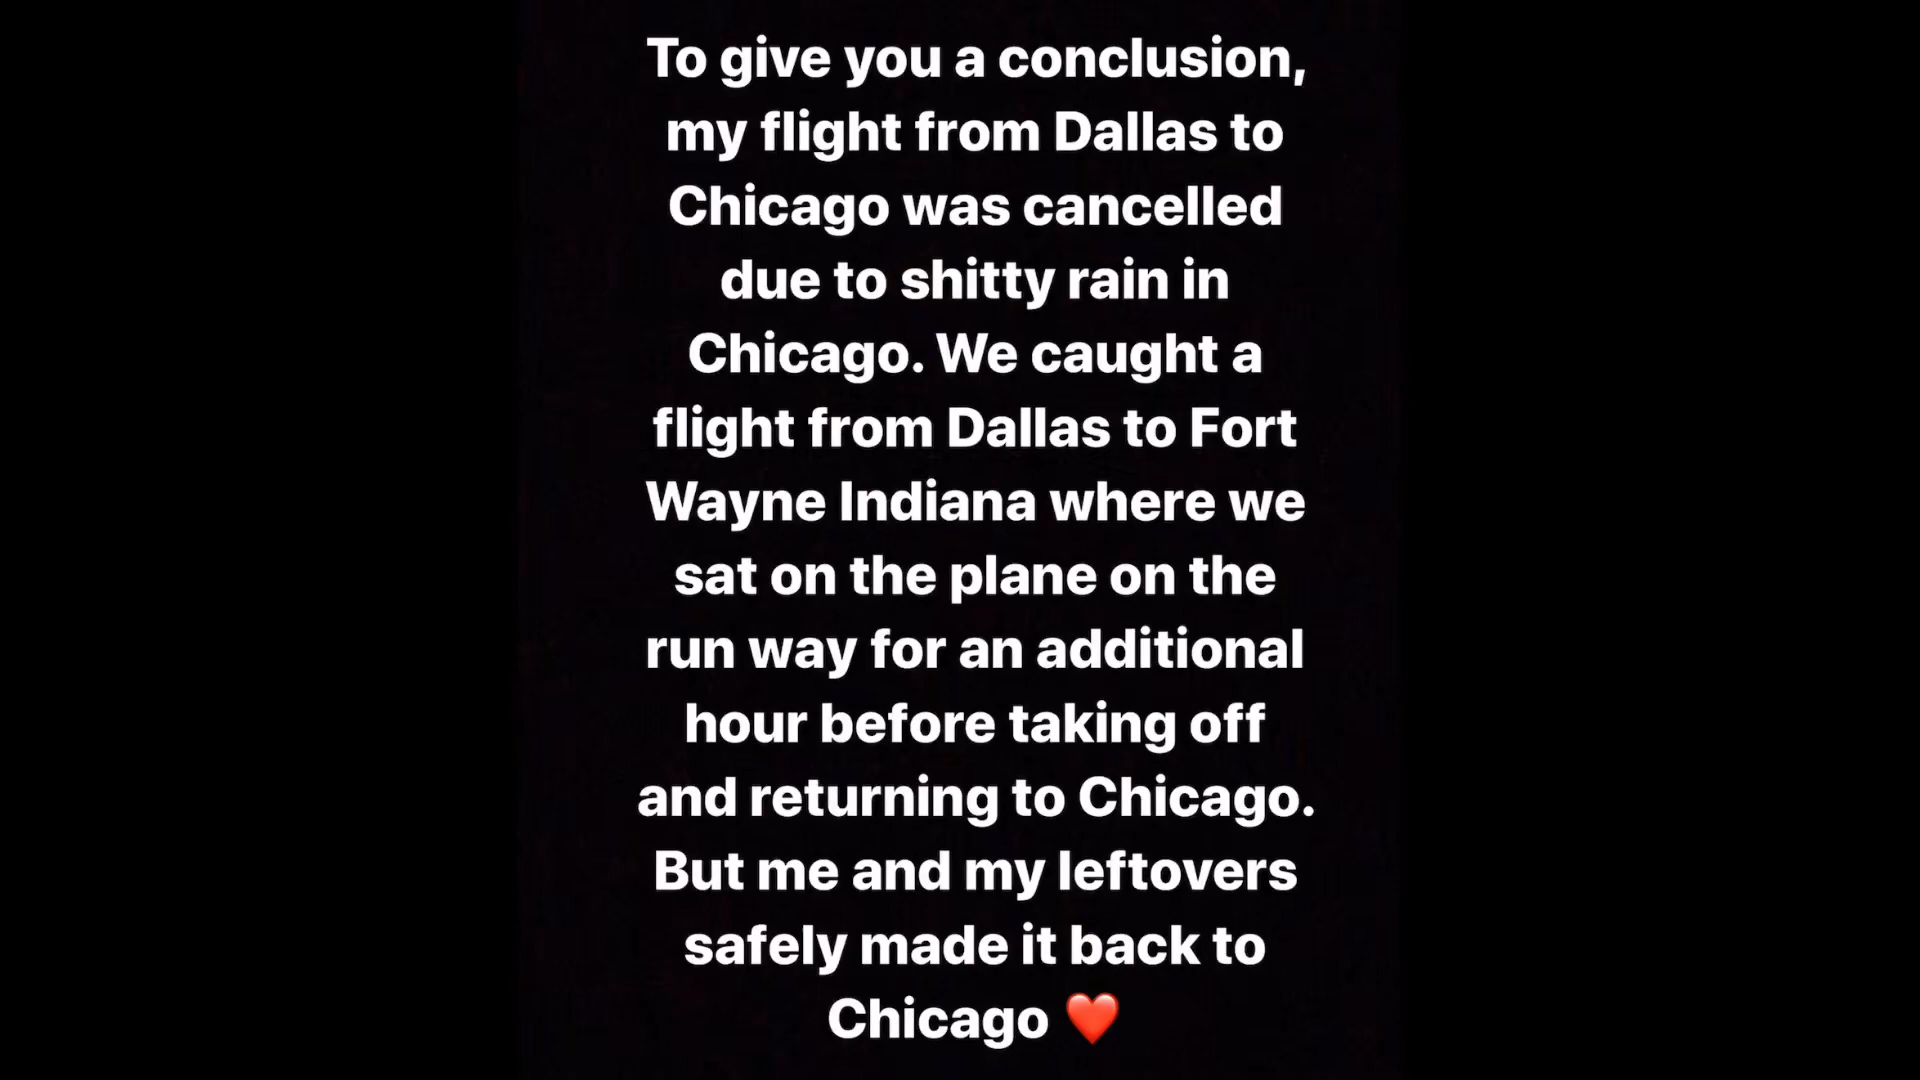 To give you a conclusion,
my flight from Dallas to
Chicago was cancelled
due to shitty rain in
Chicago. We caught a
flight from Dallas to Fort
Wayne Indiana where we
sat on the plane on the
run way for an additional
hour before taking off
and returning to Chicago.
But me and my leftovers
safely made it back to
Chicago ❤️